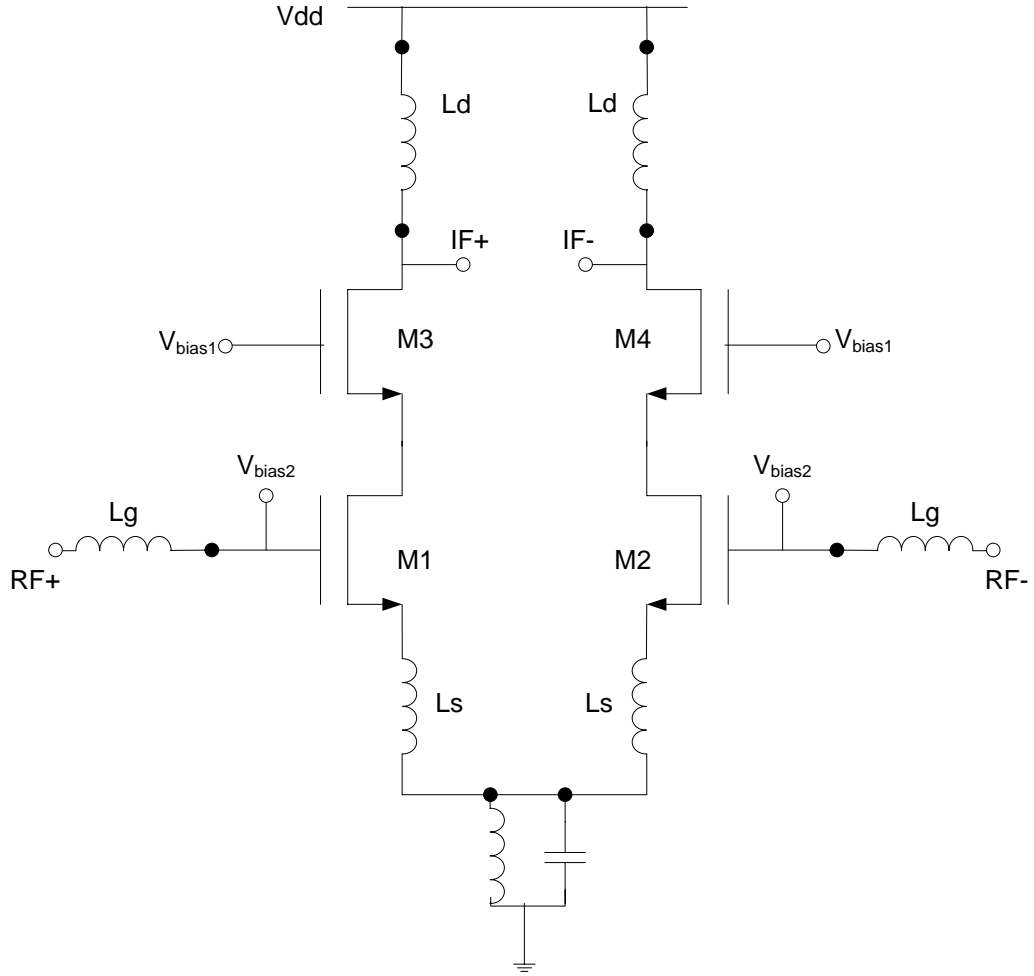 Vdd
Ld
Ld
IF+
IF-
Vbias1
M3
M4
Vbias1
Vbias2
Vbias2
Lg
Lg
RF+
M1
M2
RF-
Ls
Ls